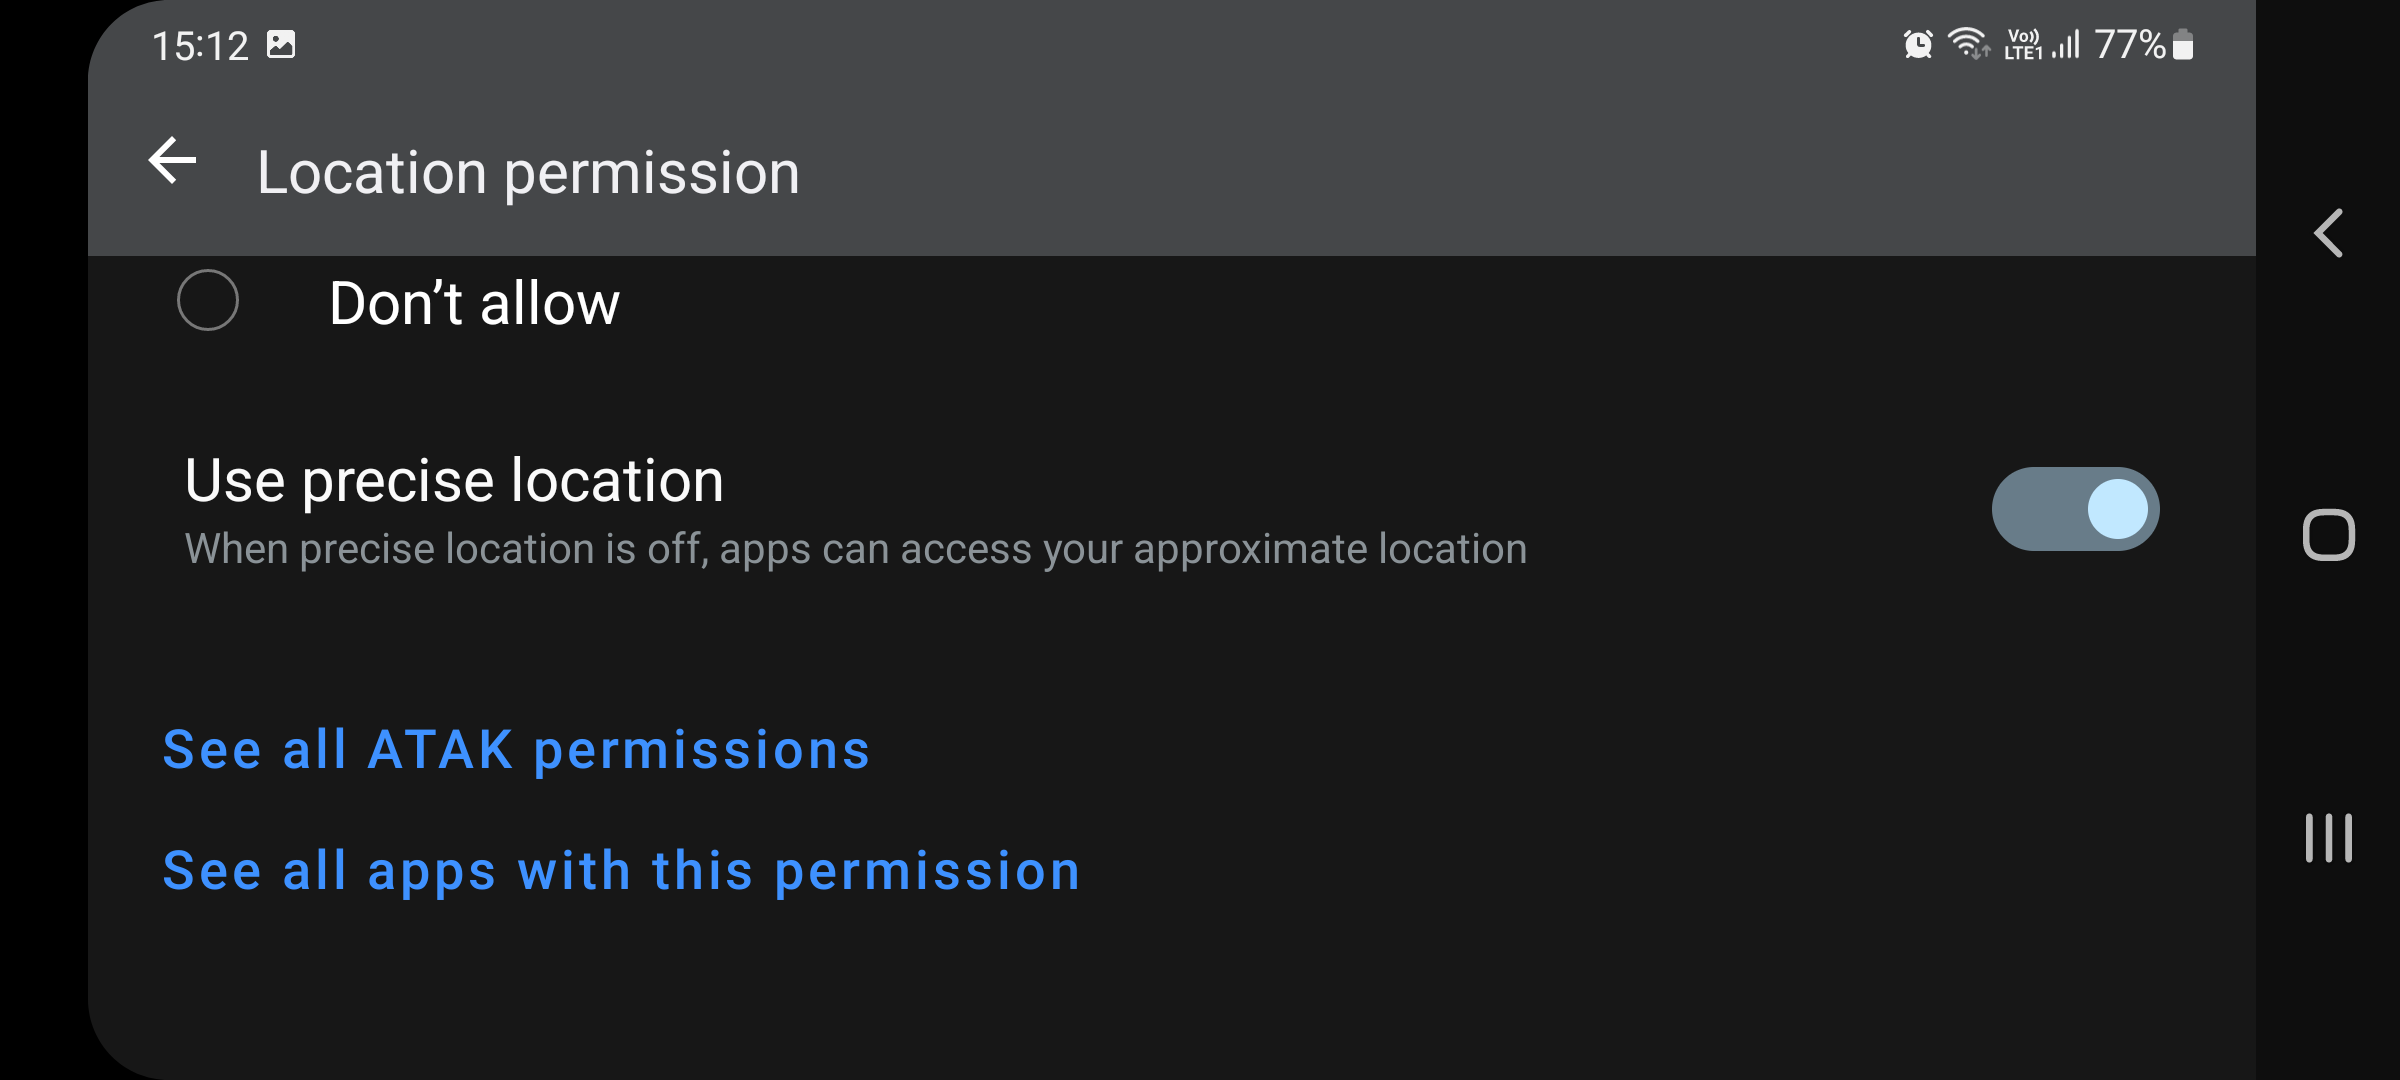 15:12
Vo)) LTE1 77%
Location permission
Don’t allow
Use precise location
When precise location is off, apps can access your approximate location
See all ATAK permissions
See all apps with this permission